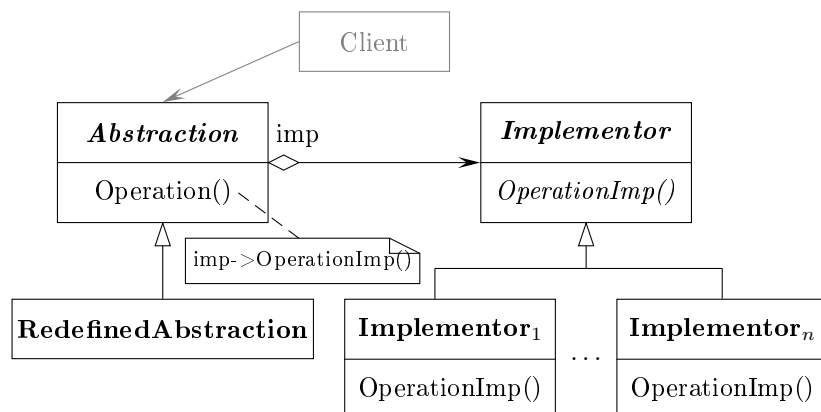 Client
Abstraction
imp
Implementor
Operation()
OperationImp()
imp->OperationImp()
RedefinedAbstraction
Implementor₁
...
Implementorₙ
OperationImp()
OperationImp()